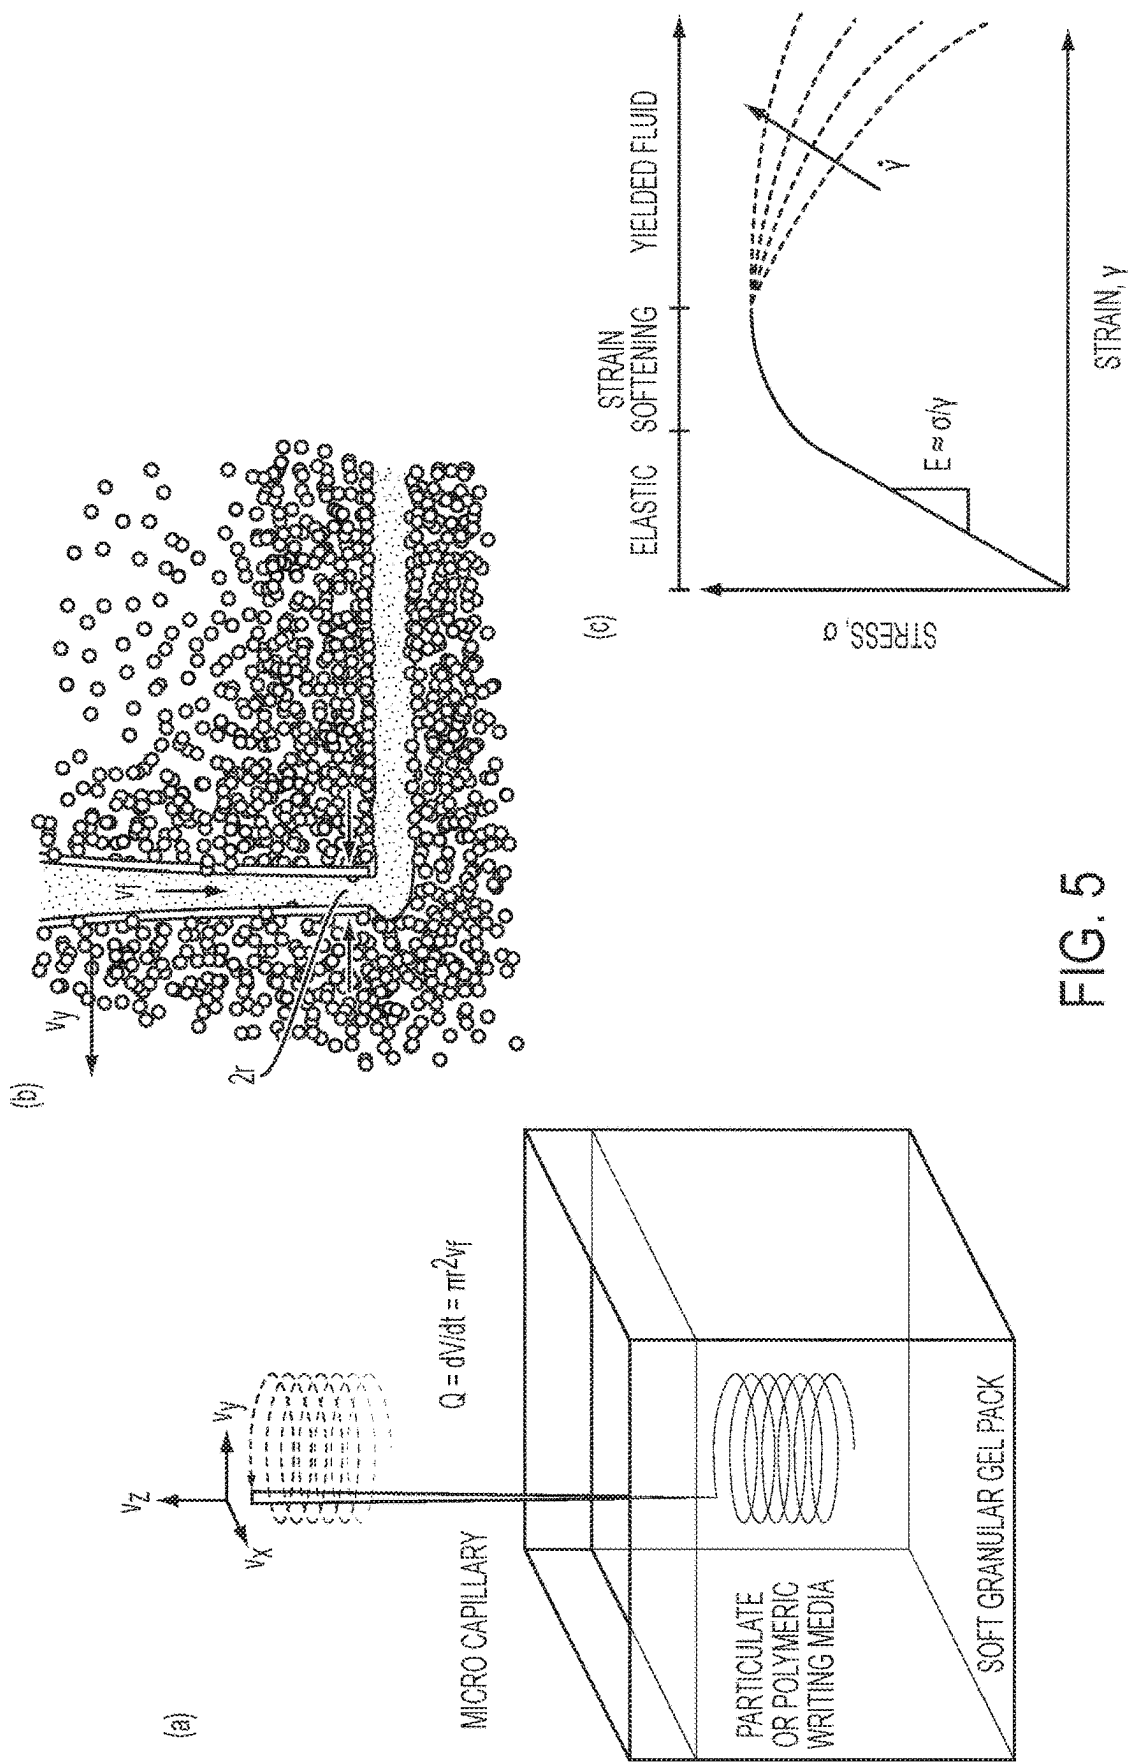 (a)
v_z
v_y
v_x
MICRO CAPILLARY
Q = dV/dt = πr²v_f
PARTICULATE
OR POLYMERIC
WRITING MEDIA
SOFT GRANULAR GEL PACK
(b)
v_y
v_f
2r
(c)
ELASTIC
STRAIN
SOFTENING
YIELDED FLUID
STRESS, σ
E ≈ σ/γ
γ̇
STRAIN, γ
FIG. 5